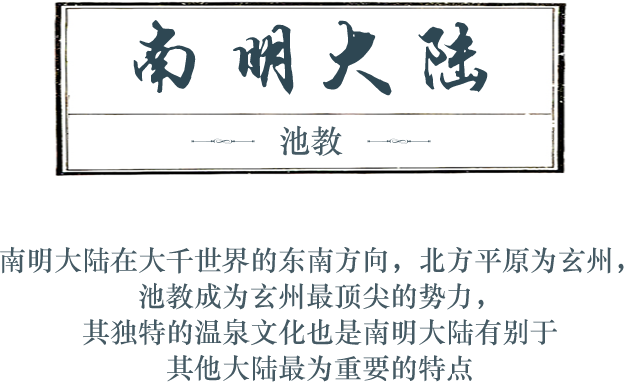 南明大陆
池教
南明大陆在大千世界的东南方向，北方平原为玄州，
池教成为玄州最顶尖的势力，
其独特的温泉文化也是南明大陆有别于
其他大陆最为重要的特点